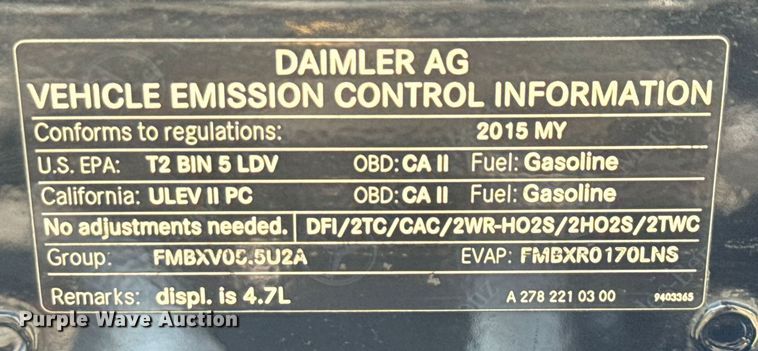 DAIMLER AG
VEHICLE EMISSION CONTROL INFORMATION
Conforms to regulations: 2015 MY
U.S. EPA: T2 BIN 5 LDV OBD: CA II Fuel: Gasoline
California: ULEV II PC OBD: CA II Fuel: Gasoline
No adjustments needed. DFI/2TC/CAC/2WR-HO2S/2HO2S/2TWC
Group: FMBXV05.5U2A EVAP: FMBXR0170LNS
Remarks: displ. is 4.7L A 278 221 03 00 9403365
Purple Wave Auction